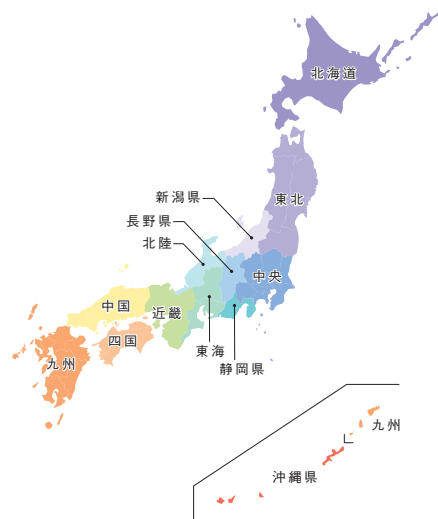 北海道
東北
新潟県
長野県
北陸
中央
中国
近畿
四国
九州
東海
静岡県
九州
沖縄県